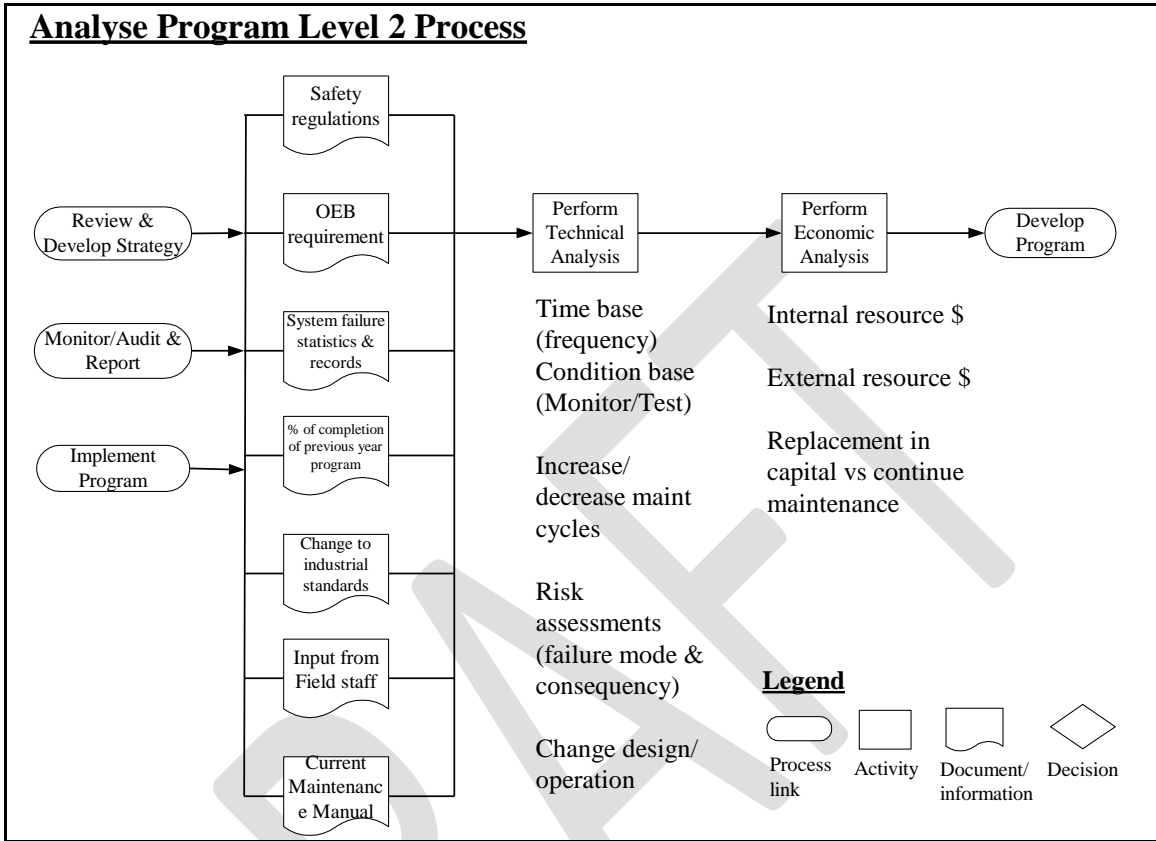 Analyse Program Level 2 Process
Safety
regulations
Review &
Develop Strategy
OEB
requirement
Perform
Technical
Analysis
Perform
Economic
Analysis
Develop
Program
Monitor/Audit &
Report
System failure
statistics &
records
Implement
Program
% of completion
of previous year
program
Change to
industrial
standards
Input from
Field staff
Current
Maintenanc
e Manual
Time base
(frequency)
Condition base
(Monitor/Test)
Increase/
decrease maint
cycles
Risk
assessments
(failure mode &
consequency)
Change design/
operation
Internal resource $
External resource $
Replacement in
capital vs continue
maintenance
Legend
Process
link
Activity
Document/
information
Decision
DRAFT